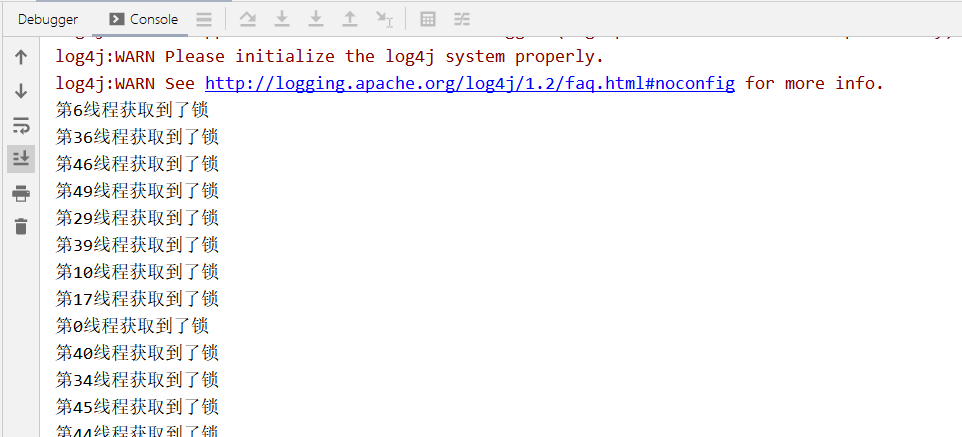 Debugger
Console
log4j:WARN Please initialize the log4j system properly.
log4j:WARN See http://logging.apache.org/log4j/1.2/faq.html#noconfig for more info.
第6线程获取到了锁
第36线程获取到了锁
第46线程获取到了锁
第49线程获取到了锁
第29线程获取到了锁
第39线程获取到了锁
第10线程获取到了锁
第17线程获取到了锁
第0线程获取到了锁
第40线程获取到了锁
第34线程获取到了锁
第45线程获取到了锁
第44线程获取到了锁